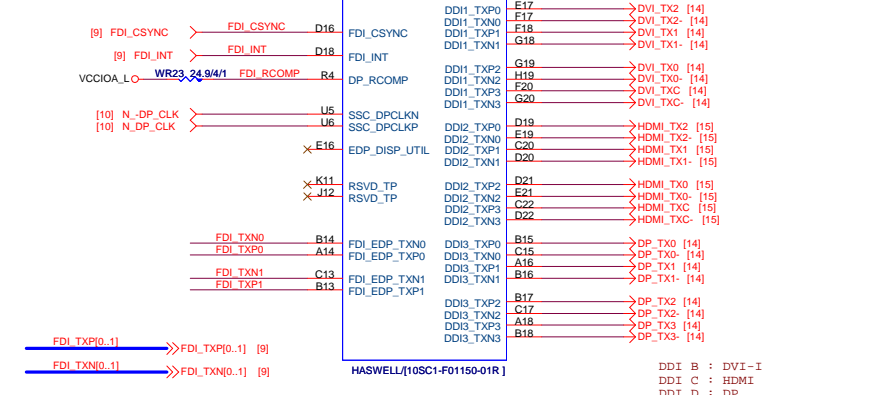 [9] FDI_CSYNC FDI_CSYNC D16 FDI_CSYNC DDI1_TXP0 E17 DVI_TX2 [14]
DDI1_TXN0 F17 DVI_TX2- [14]
DDI1_TXP1 F18 DVI_TX1 [14]
DDI1_TXN1 G18 DVI_TX1- [14]
[9] FDI_INT FDI_INT D18 FDI_INT
VCCIOA_L WR23 24.9/4/1 FDI_RCOMP R4 DP_RCOMP
DDI1_TXP2 G19 DVI_TX0 [14]
DDI1_TXN2 H19 DVI_TX0- [14]
DDI1_TXP3 F20 DVI_TXC [14]
DDI1_TXN3 G20 DVI_TXC- [14]
[10] N_-DP_CLK U5 SSC_DPCLKN
[10] N_DP_CLK U6 SSC_DPCLKP
DDI2_TXP0 D19 HDMI_TX2 [15]
DDI2_TXN0 E19 HDMI_TX2- [15]
DDI2_TXP1 C20 HDMI_TX1 [15]
DDI2_TXN1 D20 HDMI_TX1- [15]
E16 EDP_DISP_UTIL
K11 RSVD_TP
J12 RSVD_TP
DDI2_TXP2 D21 HDMI_TX0 [15]
DDI2_TXN2 E21 HDMI_TX0- [15]
DDI2_TXP3 C22 HDMI_TXC [15]
DDI2_TXN3 D22 HDMI_TXC- [15]
FDI_TXN0 B14 FDI_EDP_TXN0
FDI_TXP0 A14 FDI_EDP_TXP0
FDI_TXN1 C13 FDI_EDP_TXN1
FDI_TXP1 B13 FDI_EDP_TXP1
DDI3_TXP0 B15 DP_TX0 [14]
DDI3_TXN0 C15 DP_TX0- [14]
DDI3_TXP1 A16 DP_TX1 [14]
DDI3_TXN1 B16 DP_TX1- [14]
DDI3_TXP2 B17 DP_TX2 [14]
DDI3_TXN2 C17 DP_TX2- [14]
DDI3_TXP3 A18 DP_TX3 [14]
DDI3_TXN3 B18 DP_TX3- [14]
FDI_TXP[0..1] FDI_TXP[0..1] [9]
FDI_TXN[0..1] FDI_TXN[0..1] [9]
HASWELL/[10SC1-F01150-01R ]
DDI B : DVI-I
DDI C : HDMI
DDI D : DP